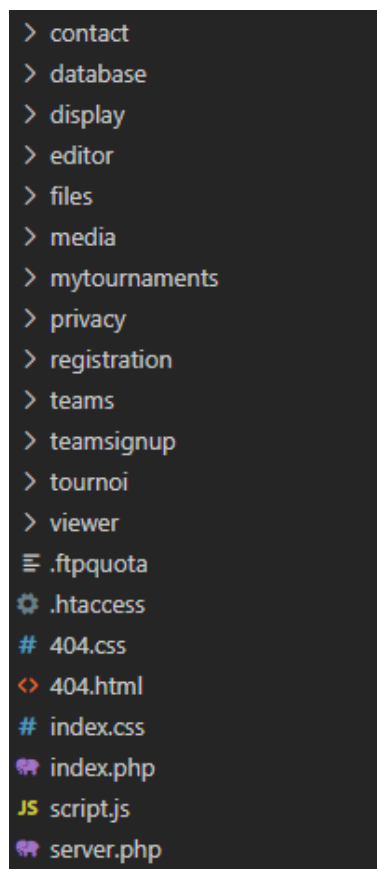 contact
database
display
editor
files
media
mytournaments
privacy
registration
teams
teamsignup
tournoi
viewer
.ftpquota
.htaccess
# 404.css
<> 404.html
# index.css
index.php
JS script.js
server.php